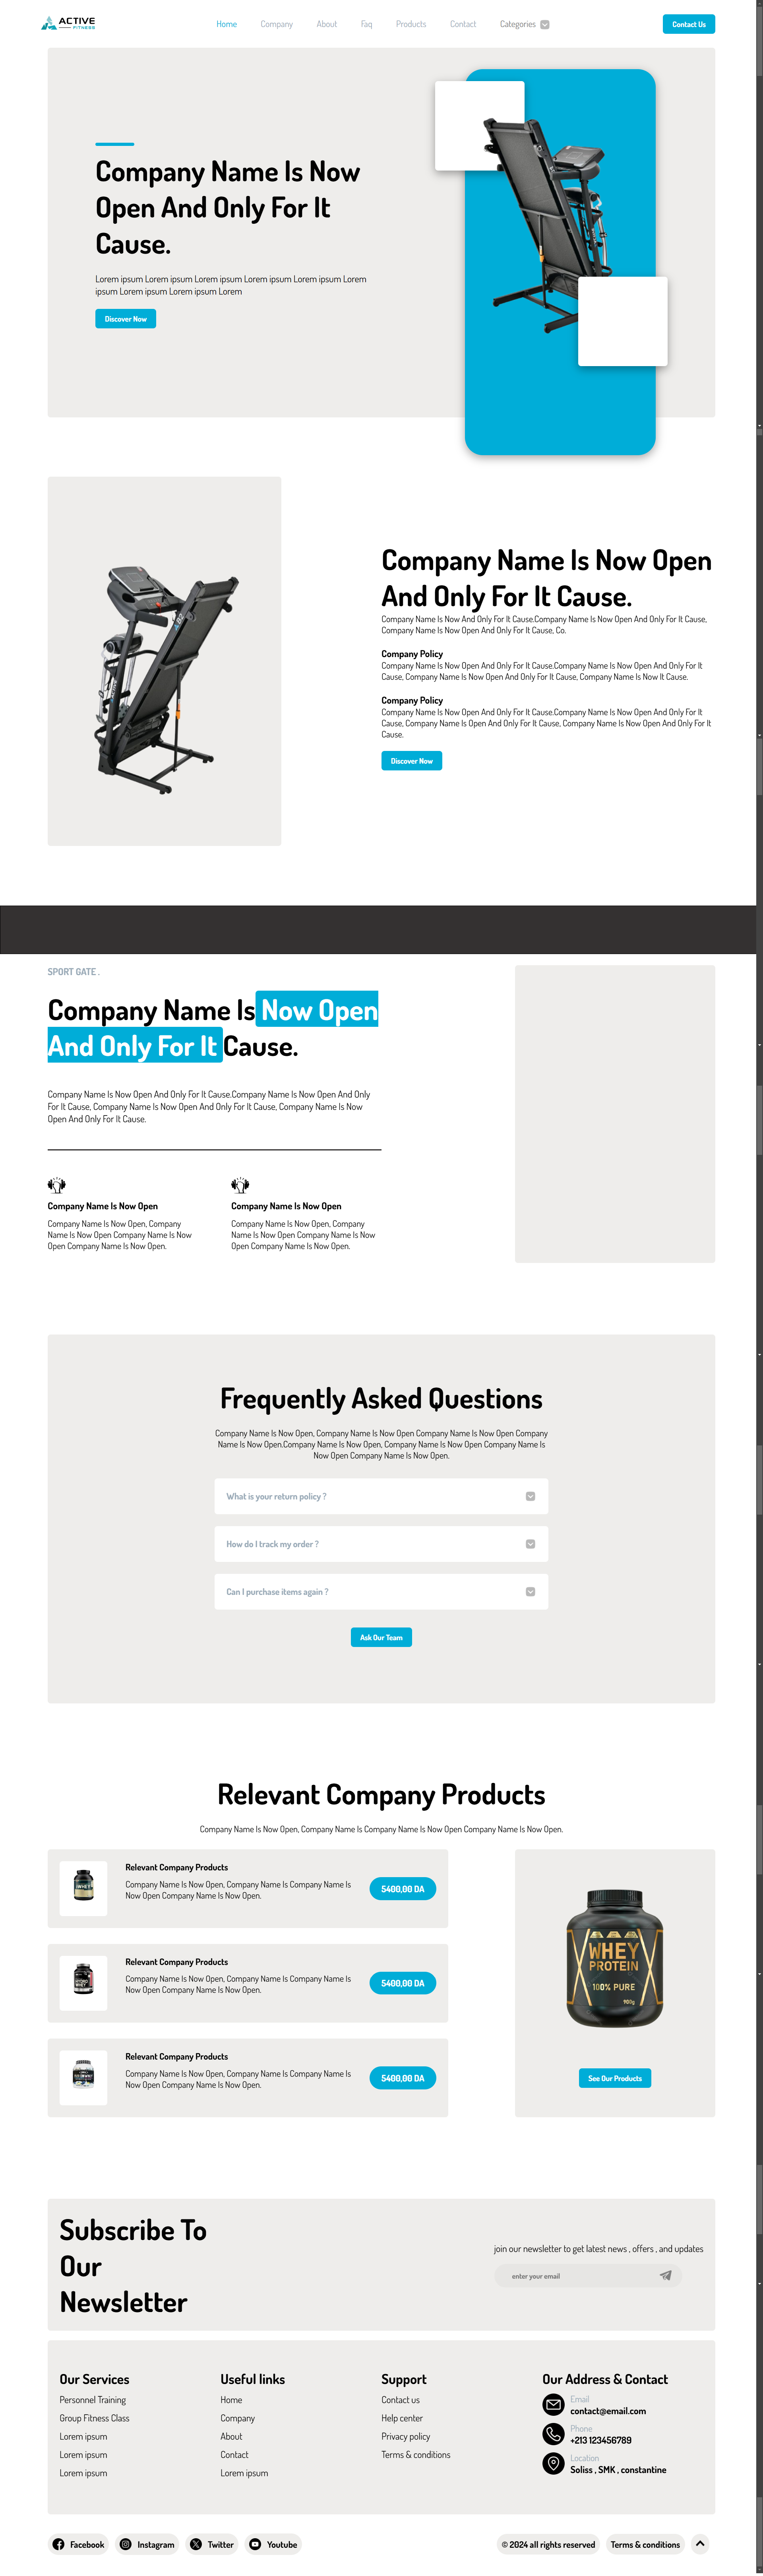 ACTIVE
FITNESS
Home Company About Faq Products Contact Categories
Contact Us
Company Name Is Now
Open And Only For It
Cause.
Lorem ipsum Lorem ipsum Lorem ipsum Lorem ipsum Lorem ipsum Lorem
ipsum Lorem ipsum Lorem ipsum Lorem
Discover Now
Company Name Is Now Open
And Only For It Cause.
Company Name Is Now And Only For It Cause.Company Name Is Now Open And Only For It Cause,
Company Name Is Now Open And Only For It Cause, Co.
Company Policy
Company Name Is Now Open And Only For It Cause.Company Name Is Now Open And Only For It
Cause, Company Name Is Now Open And Only For It Cause, Company Name Is Now It Cause.
Company Policy
Company Name Is Now Open And Only For It Cause.Company Name Is Now Open And Only For It
Cause, Company Name Is Open And Only For It Cause, Company Name Is Now Open And Only For It
Cause.
Discover Now
SPORT GATE .
Company Name Is Now Open
And Only For It Cause.
Company Name Is Now Open And Only For It Cause.Company Name Is Now Open And Only
For It Cause, Company Name Is Now Open And Only For It Cause, Company Name Is Now
Open And Only For It Cause.
Company Name Is Now Open
Company Name Is Now Open, Company
Name Is Now Open Company Name Is Now
Open Company Name Is Now Open.
Company Name Is Now Open
Company Name Is Now Open, Company
Name Is Now Open Company Name Is Now
Open Company Name Is Now Open.
Frequently Asked Questions
Company Name Is Now Open, Company Name Is Now Open Company Name Is Now Open Company
Name Is Now Open.Company Name Is Now Open, Company Name Is Now Open Company Name Is
Now Open Company Name Is Now Open.
What is your return policy ?
How do I track my order ?
Can I purchase items again ?
Ask Our Team
Relevant Company Products
Company Name Is Now Open, Company Name Is Company Name Is Now Open Company Name Is Now Open.
Relevant Company Products
Company Name Is Now Open, Company Name Is Company Name Is
Now Open Company Name Is Now Open.
5400,00 DA
Relevant Company Products
Company Name Is Now Open, Company Name Is Company Name Is
Now Open Company Name Is Now Open.
5400,00 DA
Relevant Company Products
Company Name Is Now Open, Company Name Is Company Name Is
Now Open Company Name Is Now Open.
5400,00 DA
WHEY
PROTEIN
100% PURE
900g
See Our Products
Subscribe To
Our
Newsletter
join our newsletter to get latest news , offers , and updates
enter your email
Our Services
Personnel Training
Group Fitness Class
Lorem ipsum
Lorem ipsum
Lorem ipsum
Useful links
Home
Company
About
Contact
Lorem ipsum
Support
Contact us
Help center
Privacy policy
Terms & conditions
Our Address & Contact
Email
contact@email.com
Phone
+213 123456789
Location
Soliss , SMK , constantine
Facebook Instagram Twitter Youtube
© 2024 all rights reserved Terms & conditions